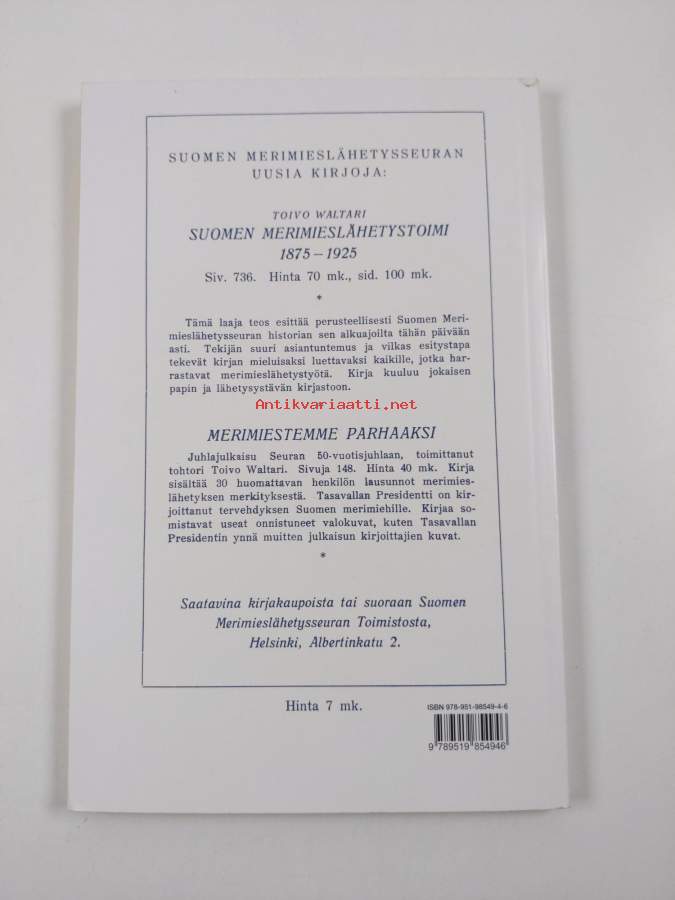 SUOMEN MERIMIESLÄHETYSSEURAN
UUSIA KIRJOJA:
TOIVO WALTARI
SUOMEN MERIMIESLÄHETYSTOIMI
1875–1925
Siv. 736. Hinta 70 mk., sid. 100 mk.
*
Tämä laaja teos esittää perusteellisesti Suomen Meri-
mieslähetysseuran historian sen alkuajoilta tähän päivään
asti. Tekijän suuri asiantuntemus ja vilkas esitystapa
tekevät kirjan mieluisaksi luettavaksi kaikille, jotka har-
rastavat merimieslähetystyötä. Kirja kuuluu jokaisen
papin ja lähetysystävän kirjastoon.
Antikvariaatti.net
MERIMIESTEMME PARHAAKSI
Juhlajulkaisu Seuran 50-vuotisjuhlaan, toimittanut
tohtori Toivo Waltari. Sivuja 148. Hinta 40 mk. Kirja
sisältää 30 huomattavan henkilön lausunnot merimies-
lähetyksen merkityksestä. Tasavallan Presidentti on kir-
joittanut tervehdyksen Suomen merimiehille. Kirjaa so-
mistavat useat onnistuneet valokuvat, kuten Tasavallan
Presidentin ynnä muitten julkaisun kirjoittajien kuvat.
*
Saatavina kirjakaupoista tai suoraan Suomen
Merimieslähetysseuran Toimistosta,
Helsinki, Albertinkatu 2.
Hinta 7 mk.
ISBN 978-951-98549-4-6
9 789519 854946